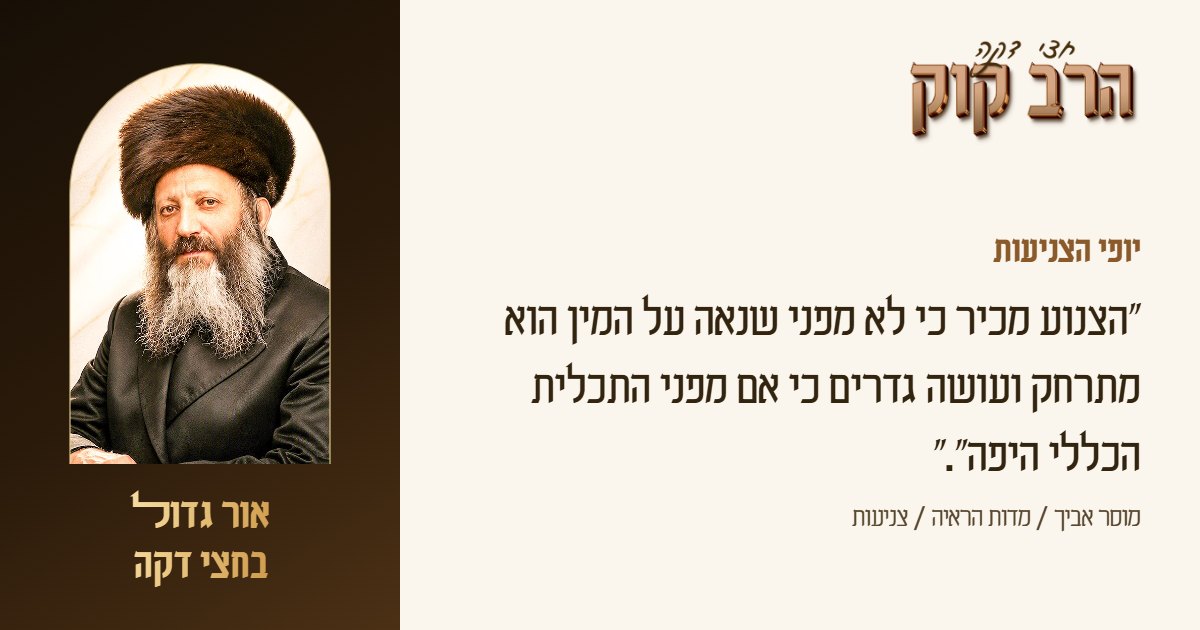 חצי דקה
הרב קוק
יופי הצניעות
"הצנוע מכיר כי לא מפני שנאה על המין הוא
מתרחק ועושה גדרים כי אם מפני התכלית
הכללי היפה"."
מוסר אביך / מדות הראיה / צניעות
אור גדול
בחצי דקה